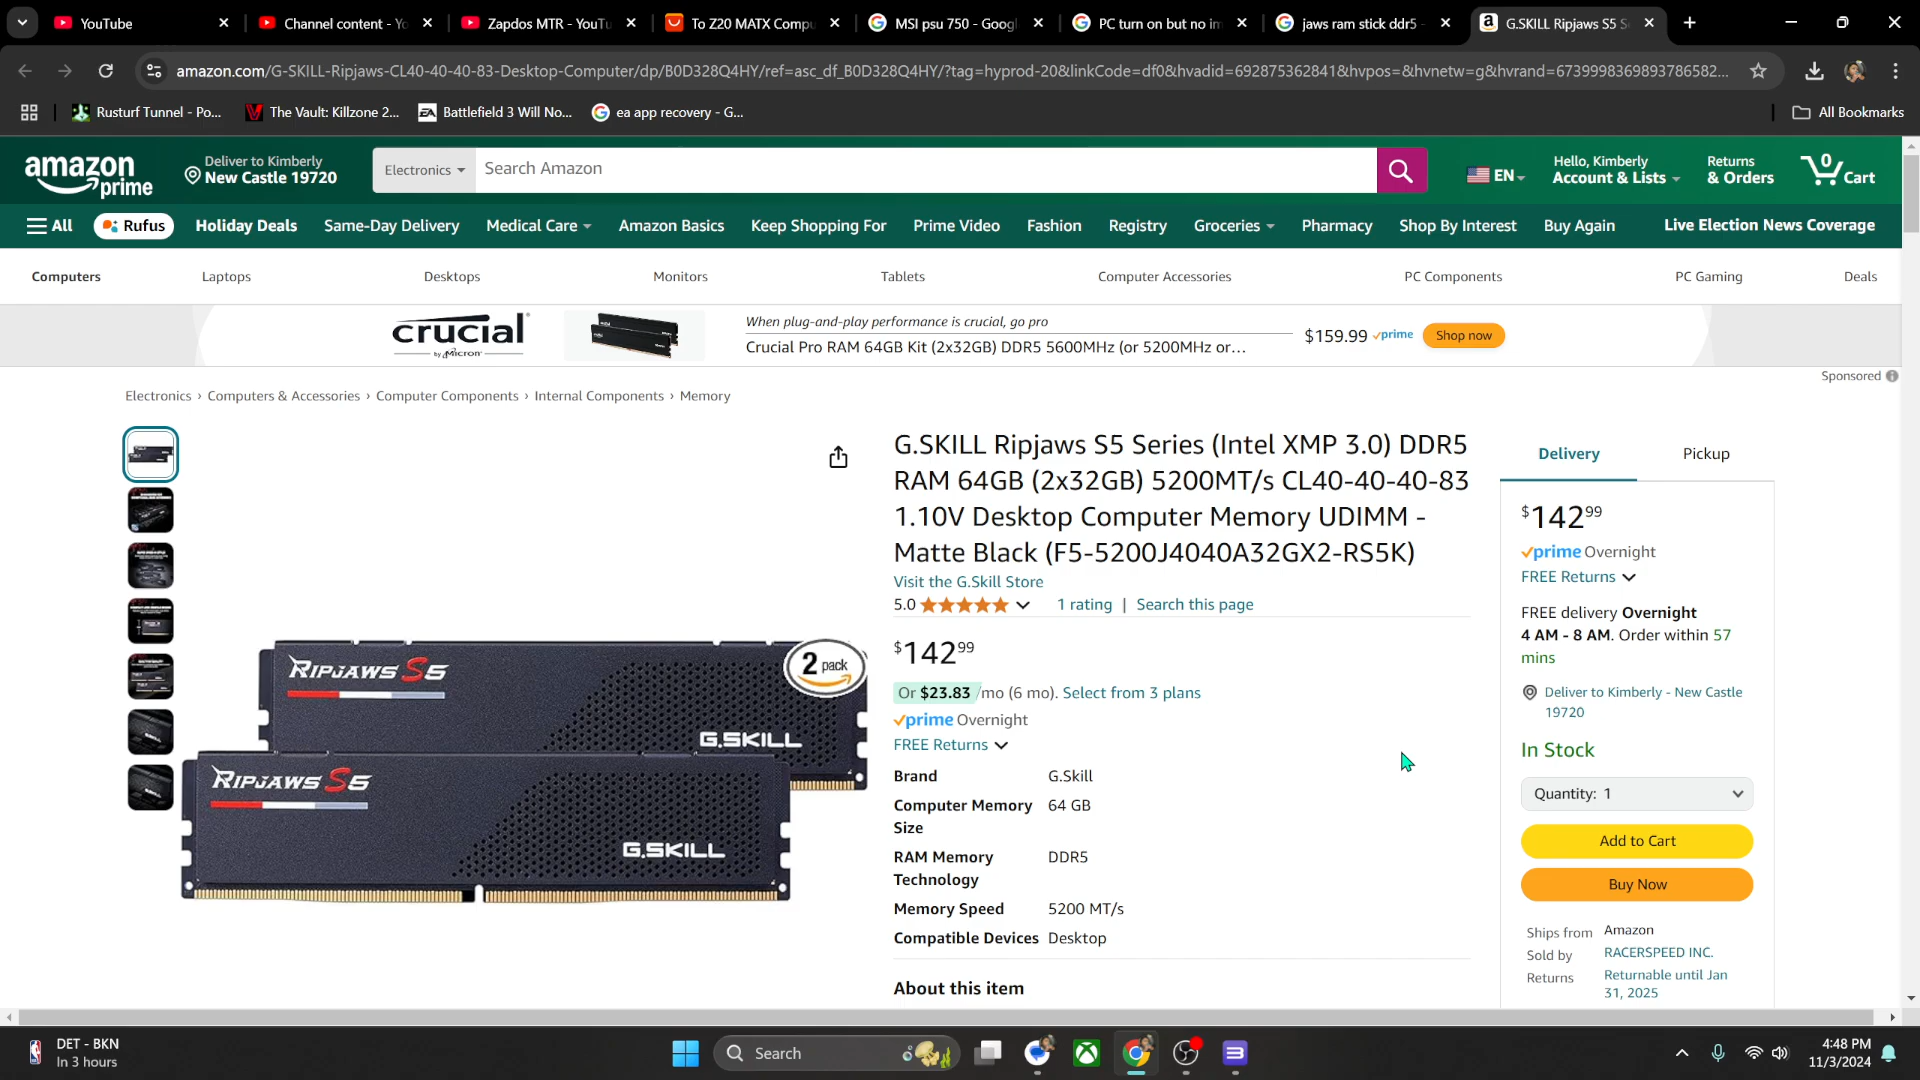 YouTube
Channel content - Yo
Zapdos MTR - YouTu
To Z20 MATX Compu
MSI psu 750 - Googl
PC turn on but no im
jaws ram stick ddr5 -
G.SKILL Ripjaws S5 S
amazon.com/G-SKILL-Ripjaws-CL40-40-40-83-Desktop-Computer/dp/B0D328Q4HY/ref=asc_df_B0D328Q4HY/?tag=hyprod-20&linkCode=df0&hvadid=692875362841&hvpos=&hvnetw=g&hvrand=6739998369893786582...
Rusturf Tunnel - Po...
The Vault: Killzone 2...
Battlefield 3 Will No...
ea app recovery - G...
All Bookmarks
amazon prime
Deliver to Kimberly
New Castle 19720
Electronics
Search Amazon
EN
Hello, Kimberly
Account & Lists
Returns
& Orders
0
Cart
All
Rufus
Holiday Deals
Same-Day Delivery
Medical Care
Amazon Basics
Keep Shopping For
Prime Video
Fashion
Registry
Groceries
Pharmacy
Shop By Interest
Buy Again
Live Election News Coverage
Computers
Laptops
Desktops
Monitors
Tablets
Computer Accessories
PC Components
PC Gaming
Deals
crucial
by Micron
When plug-and-play performance is crucial, go pro
Crucial Pro RAM 64GB Kit (2x32GB) DDR5 5600MHz (or 5200MHz or...
$159.99 prime
Shop now
Sponsored
Electronics › Computers & Accessories › Computer Components › Internal Components › Memory
G.SKILL Ripjaws S5 Series (Intel XMP 3.0) DDR5
RAM 64GB (2x32GB) 5200MT/s CL40-40-40-83
1.10V Desktop Computer Memory UDIMM -
Matte Black (F5-5200J4040A32GX2-RS5K)
Visit the G.Skill Store
5.0
1 rating | Search this page
$142 99
Or $23.83 /mo (6 mo). Select from 3 plans
prime Overnight
FREE Returns
Brand G.Skill
Computer Memory 64 GB
Size
RAM Memory DDR5
Technology
Memory Speed 5200 MT/s
Compatible Devices Desktop
About this item
RIPJAWS S5
2 pack
G.SKILL
RIPJAWS S5
G.SKILL
Delivery
Pickup
$142 99
prime Overnight
FREE Returns
FREE delivery Overnight
4 AM - 8 AM. Order within 57
mins
Deliver to Kimberly - New Castle
19720
In Stock
Quantity: 1
Add to Cart
Buy Now
Ships from Amazon
Sold by RACERSPEED INC.
Returns Returnable until Jan
31, 2025
DET - BKN
In 3 hours
Search
4:48 PM
11/3/2024